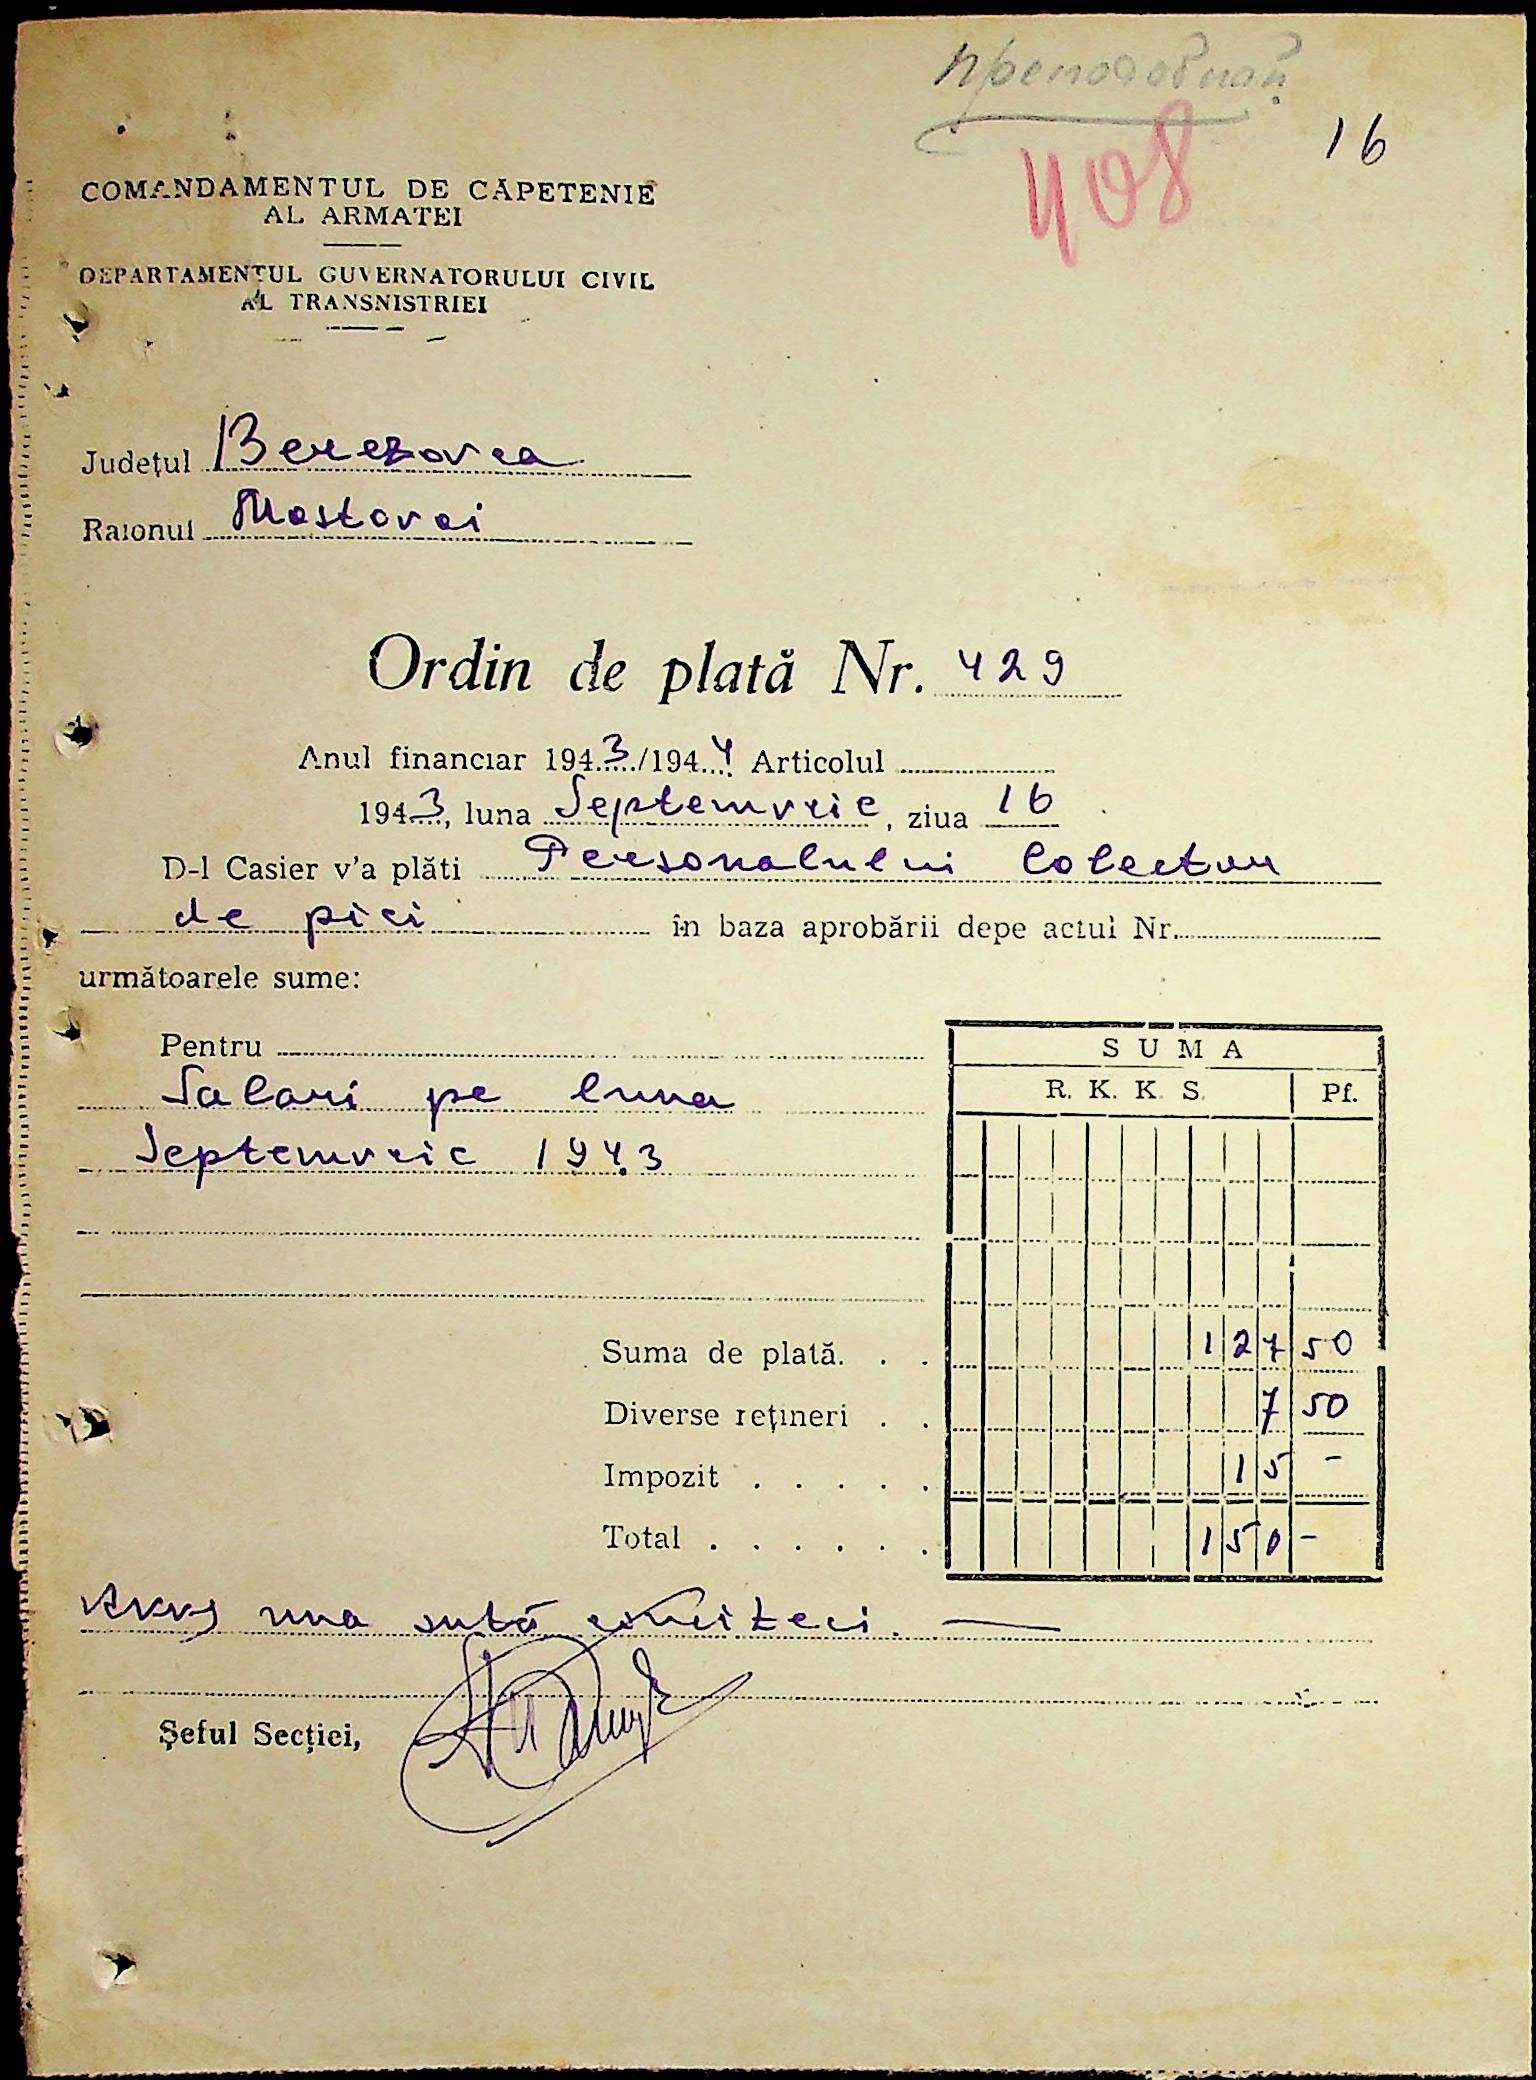 16
408
COMANDAMENTUL DE CĂPETENIE
AL ARMATEI
DEPARTAMENTUL GUVERNATORULUI CIVIL
AL TRANSNISTRIEI
Județul Berezovca
Raionul Mostovoi
Ordin de plată Nr. 429
Anul financiar 1943/1944 Articolul
1943, luna Septemvrie, ziua 16
D-l Casier v'a plăti Personalului Colector
de pici în baza aprobării depe actul Nr.
următoarele sume:
Pentru
Salarii pe luna
Septemvrie 1943
SUMA
R. K. K. S. Pf.
Suma de plată. . . 127 50
Diverse rețineri . . 7 50
Impozit . . . . . 15 -
Total . . . . . . 150 -
una sută cincizeci. —
Șeful Secției,